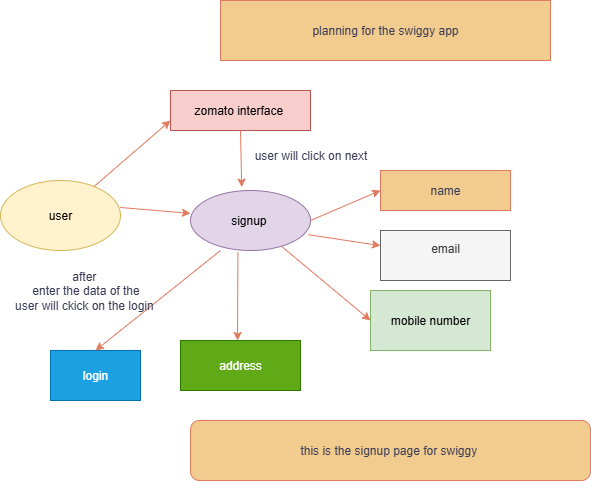 planning for the swiggy app
zomato interface
user will click on next
name
user
signup
email
after
enter the data of the
user will ckick on the login
mobile number
address
login
this is the signup page for swiggy